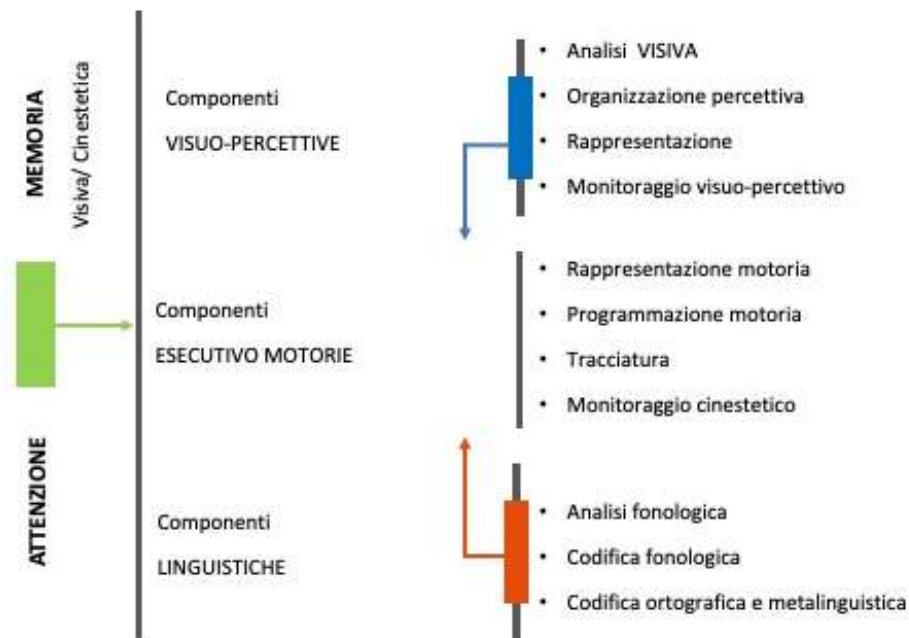 MEMORIA
Visiva/ Cinestetica
ATTENZIONE
Componenti
VISUO-PERCETTIVE
• Analisi VISIVA
• Organizzazione percettiva
• Rappresentazione
• Monitoraggio visuo-percettivo
Componenti
ESECUTIVO MOTORIE
• Rappresentazione motoria
• Programmazione motoria
• Tracciatura
• Monitoraggio cinestetico
Componenti
LINGUISTICHE
• Analisi fonologica
• Codifica fonologica
• Codifica ortografica e metalinguistica